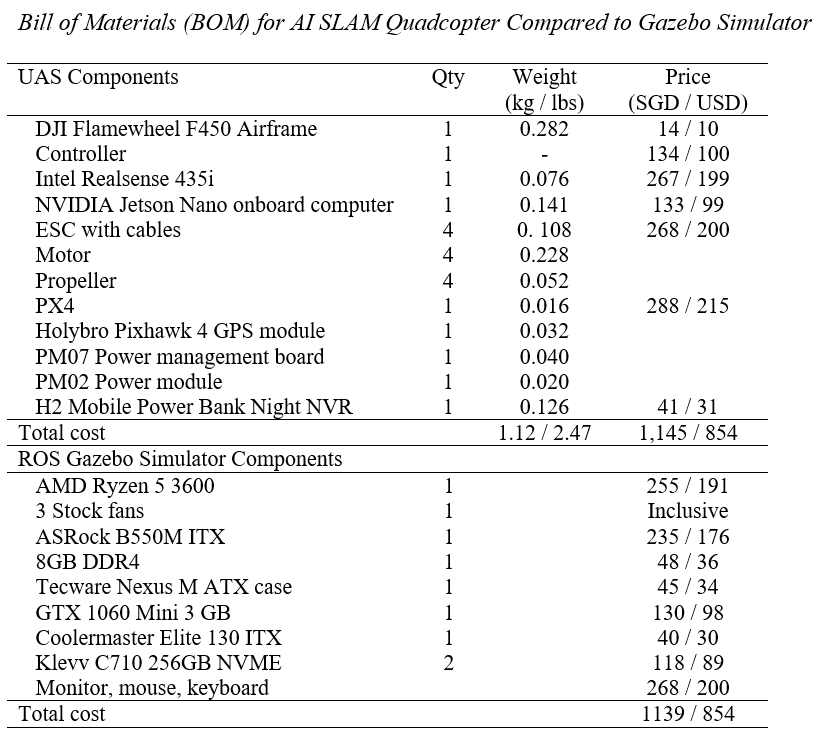 Bill of Materials (BOM) for AI SLAM Quadcopter Compared to Gazebo Simulator
UAS Components Qty Weight Price
(kg / lbs) (SGD / USD)
DJI Flamewheel F450 Airframe 1 0.282 14 / 10
Controller 1 - 134 / 100
Intel Realsense 435i 1 0.076 267 / 199
NVIDIA Jetson Nano onboard computer 1 0.141 133 / 99
ESC with cables 4 0. 108 268 / 200
Motor 4 0.228
Propeller 4 0.052
PX4 1 0.016 288 / 215
Holybro Pixhawk 4 GPS module 1 0.032
PM07 Power management board 1 0.040
PM02 Power module 1 0.020
H2 Mobile Power Bank Night NVR 1 0.126 41 / 31
Total cost 1.12 / 2.47 1,145 / 854
ROS Gazebo Simulator Components
AMD Ryzen 5 3600 1 255 / 191
3 Stock fans 1 Inclusive
ASRock B550M ITX 1 235 / 176
8GB DDR4 1 48 / 36
Tecware Nexus M ATX case 1 45 / 34
GTX 1060 Mini 3 GB 1 130 / 98
Coolermaster Elite 130 ITX 1 40 / 30
Klevv C710 256GB NVME 2 118 / 89
Monitor, mouse, keyboard 268 / 200
Total cost 1139 / 854